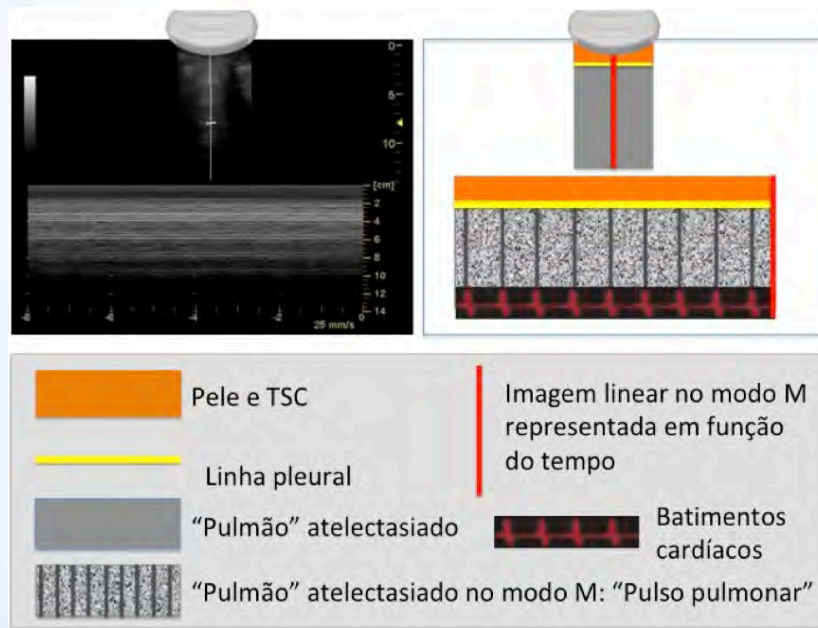 0
5
10
[cm]
2
4
6
8
10
12
14
0
25 mm/s
Pele e TSC
Linha pleural
“Pulmão” atelectasiado
“Pulmão” atelectasiado no modo M: “Pulso pulmonar”
Imagem linear no modo M
representada em função
do tempo
Batimentos
cardíacos